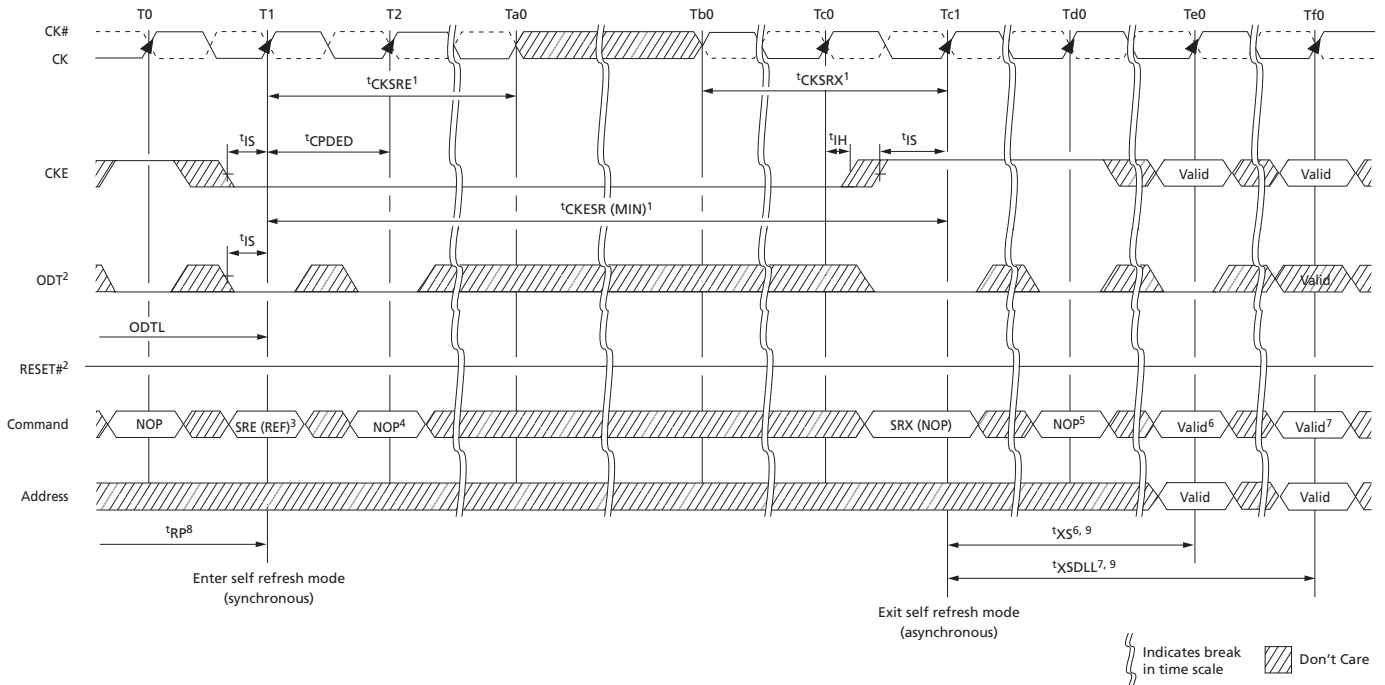 T0 T1 T2 Ta0 Tb0 Tc0 Tc1 Td0 Te0 Tf0
CK#
CK
tCKSRE1 tCKSRX1
tIS tCPDED tIH tIS
CKE Valid Valid
tCKESR (MIN)1
tIS
ODT2 Valid
ODTL
RESET#2
Command NOP SRE (REF)3 NOP4 SRX (NOP) NOP5 Valid6 Valid7
Address Valid Valid
tRP8 tXS6, 9
Enter self refresh mode
(synchronous)
tXSDLL7, 9
Exit self refresh mode
(asynchronous)
Indicates break
in time scale
Don't Care